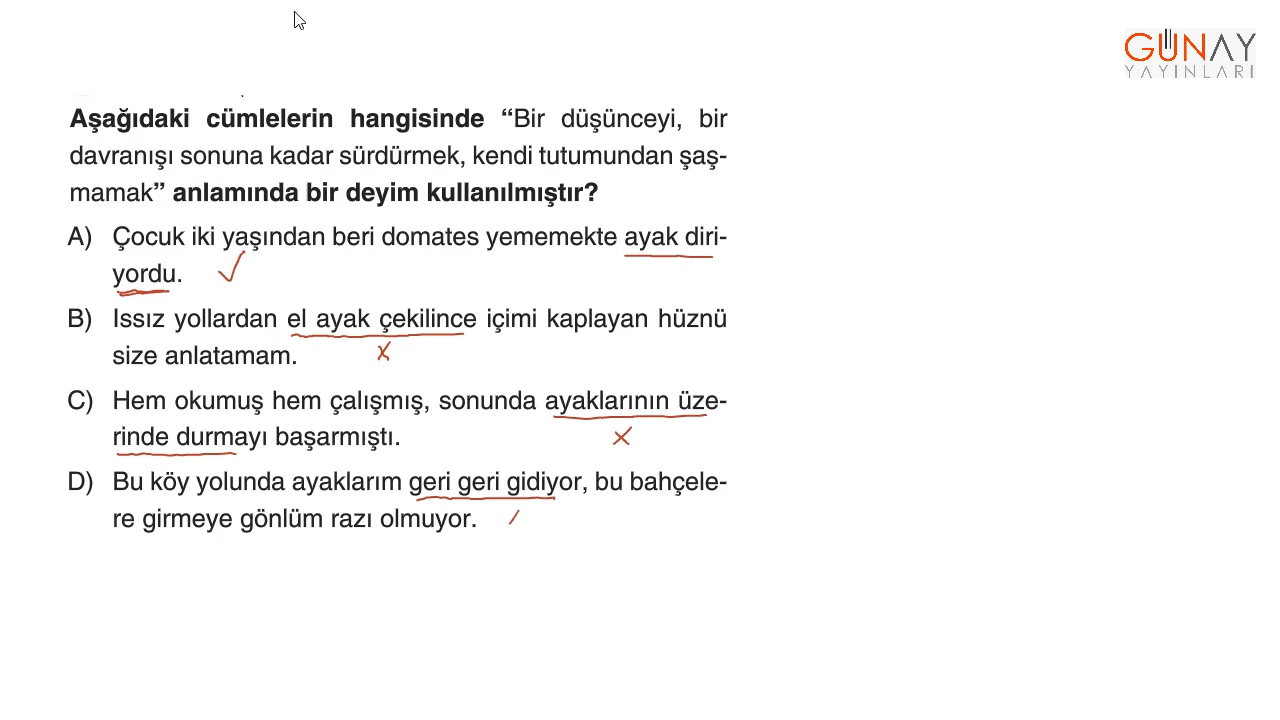 GÜNAY
YAYINLARI
Aşağıdaki cümlelerin hangisinde “Bir düşünceyi, bir
davranışı sonuna kadar sürdürmek, kendi tutumundan şaş-
mamak” anlamında bir deyim kullanılmıştır?
A) Çocuk iki yaşından beri domates yememekte ayak diri-
yordu.
B) Issız yollardan el ayak çekilince içimi kaplayan hüznü
size anlatamam.
C) Hem okumuş hem çalışmış, sonunda ayaklarının üze-
rinde durmayı başarmıştı.
D) Bu köy yolunda ayaklarım geri geri gidiyor, bu bahçele-
re girmeye gönlüm razı olmuyor.